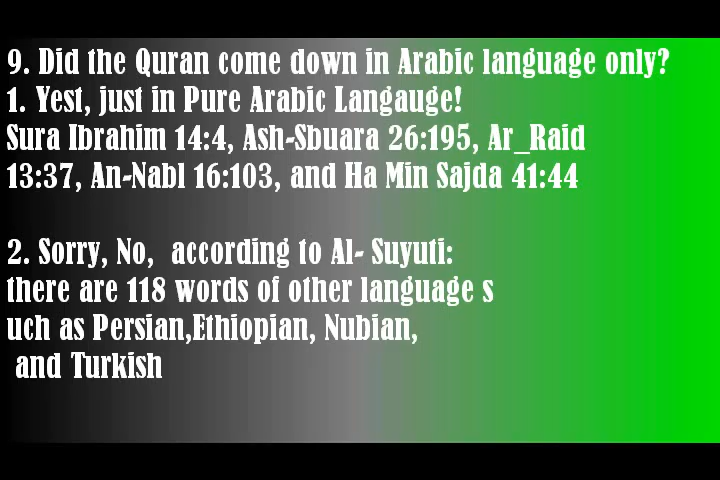 9. Did the Quran come down in Arabic language only?
1. Yest, just in Pure Arabic Langauge!
Sura Ibrahim 14:4, Ash-Sbuara 26:195, Ar_Raid
13:37, An-Nabl 16:103, and Ha Min Sajda 41:44
2. Sorry, No, according to Al- Suyuti:
there are 118 words of other language s
uch as Persian,Ethiopian, Nubian,
and Turkish